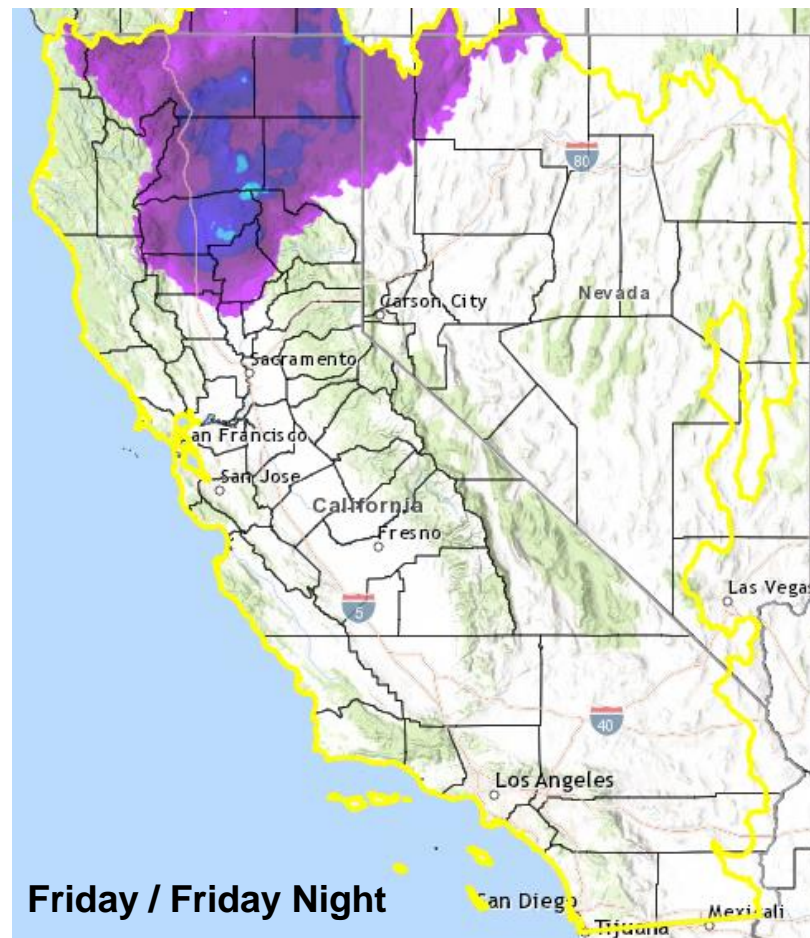 80
Carson City
Nevada
Sacramento
an Francisco
San Jose
California
Fresno
Las Vegas
5
40
Los Angeles
Friday / Friday Night
San Diego
Mexicali
Tijuana